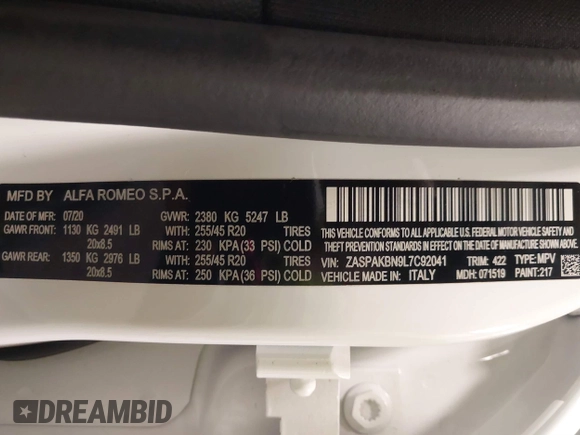 MFD BY ALFA ROMEO S.P.A.
DATE OF MFR: 07/20 GVWR: 2380 KG 5247 LB
GAWR FRONT: 1130 KG 2491 LB WITH: 255/45 R20 TIRES
20x8.5 RIMS AT: 230 KPA (33 PSI) COLD
GAWR REAR: 1350 KG 2976 LB WITH: 255/45 R20 TIRES
20x8.5 RIMS AT: 250 KPA (36 PSI) COLD
THIS VEHICLE CONFORMS TO ALL APPLICABLE
FEDERAL MOTOR VEHICLE SAFETY, BUMPER,
AND THEFT PREVENTION STANDARDS IN EFFECT
ON THE DATE OF MANUFACTURE SHOWN ABOVE.
VIN: ZASPAKBN9L7C92041 TRIM: 422 TYPE: MPV
MADE IN: ITALY MDH: 071519 PAINT: 217
DREAMBID